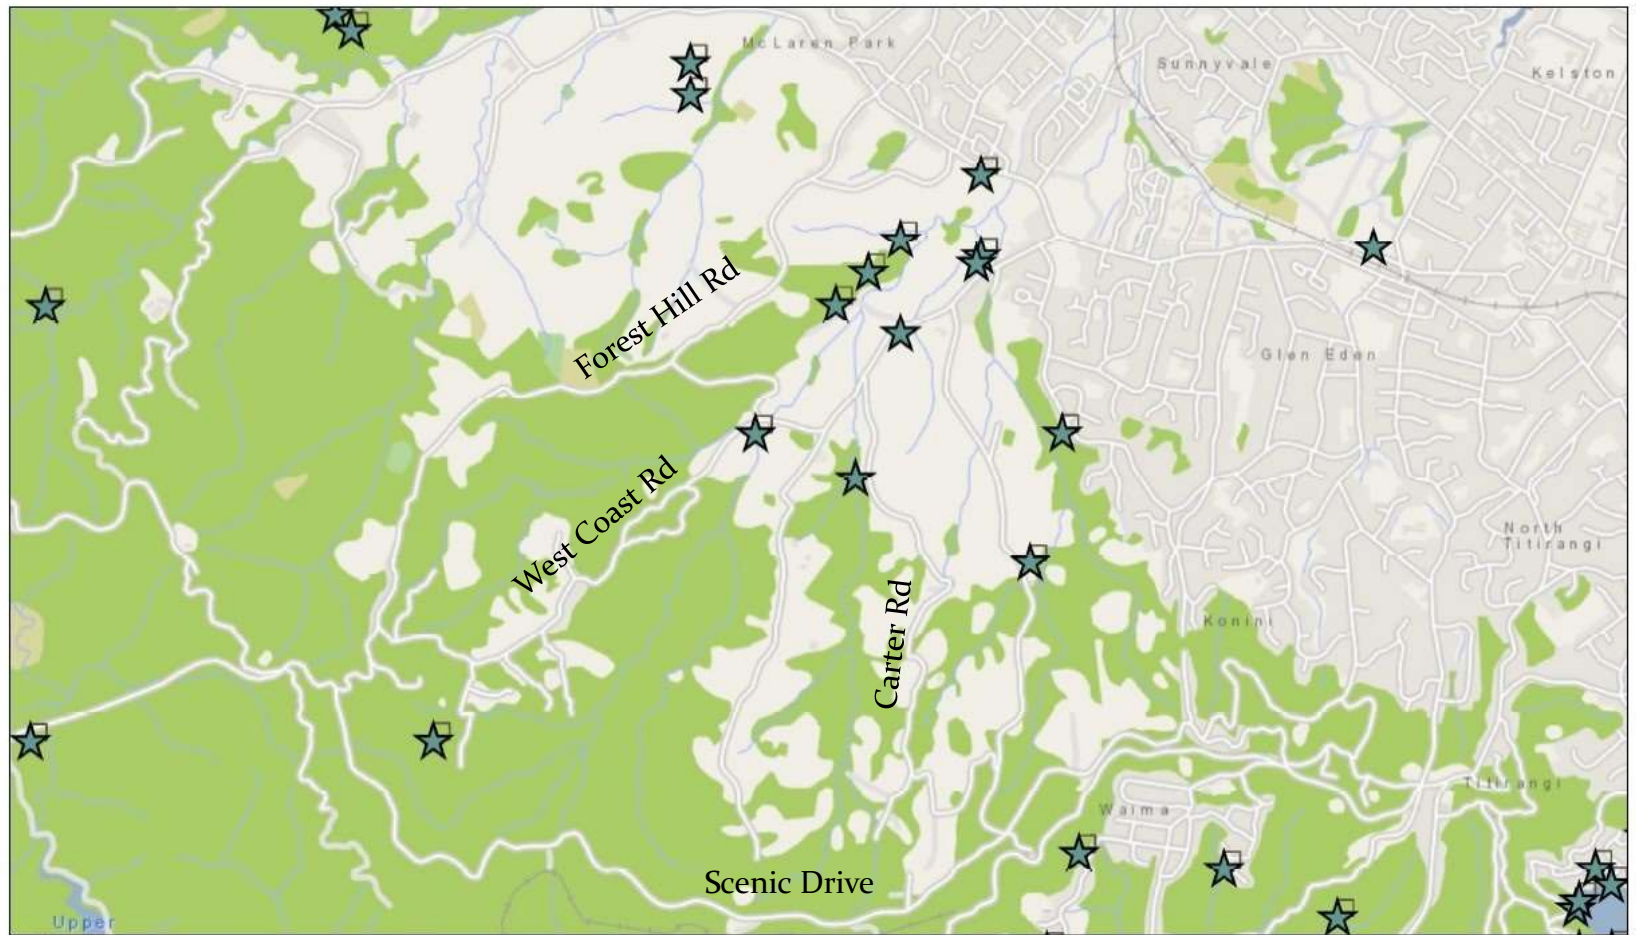 McLaren Park
Sunnyvale
Kelston
Forest Hill Rd
Glen Eden
West Coast Rd
North
Titirangi
Carter Rd
Konini
Titirangi
Waima
Scenic Drive
Upper